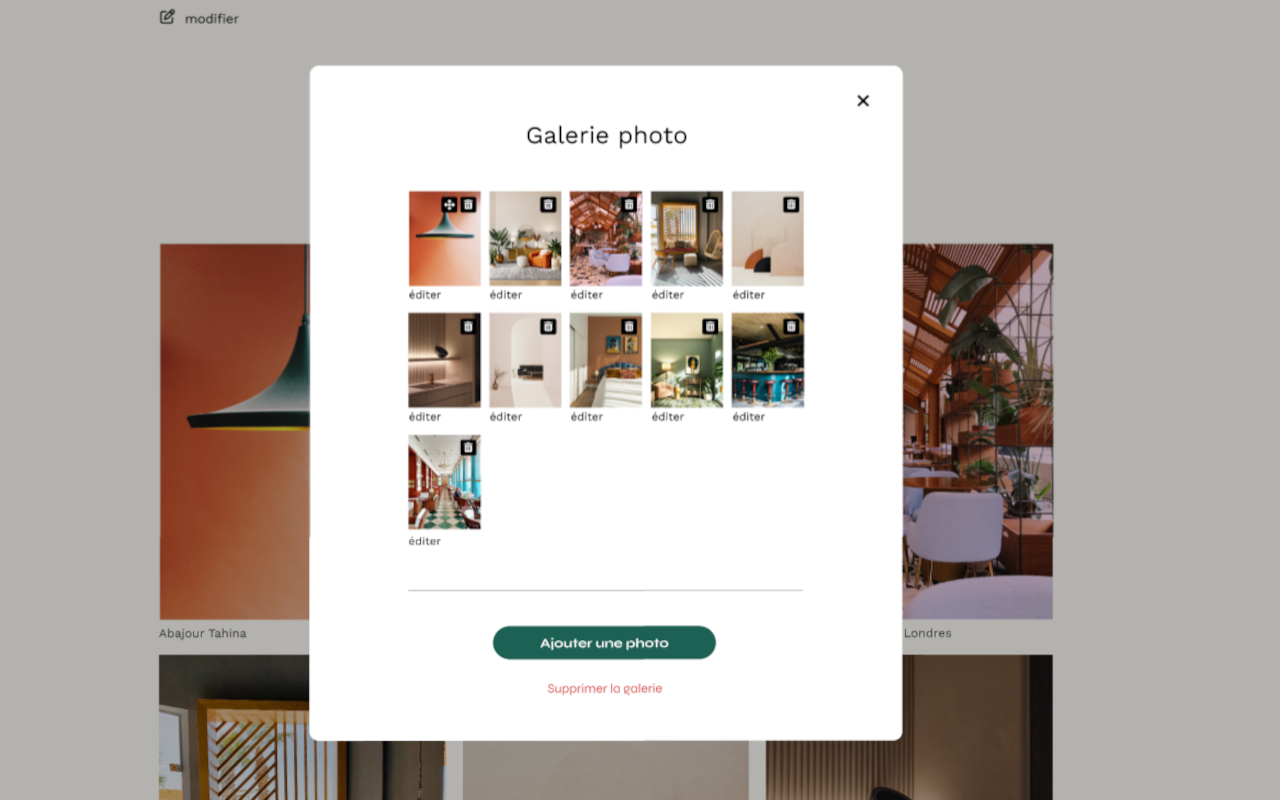 modifier
Galerie photo
éditer éditer éditer éditer éditer
éditer éditer éditer éditer éditer
éditer
Abajour Tahina
Londres
Ajouter une photo
Supprimer la galerie